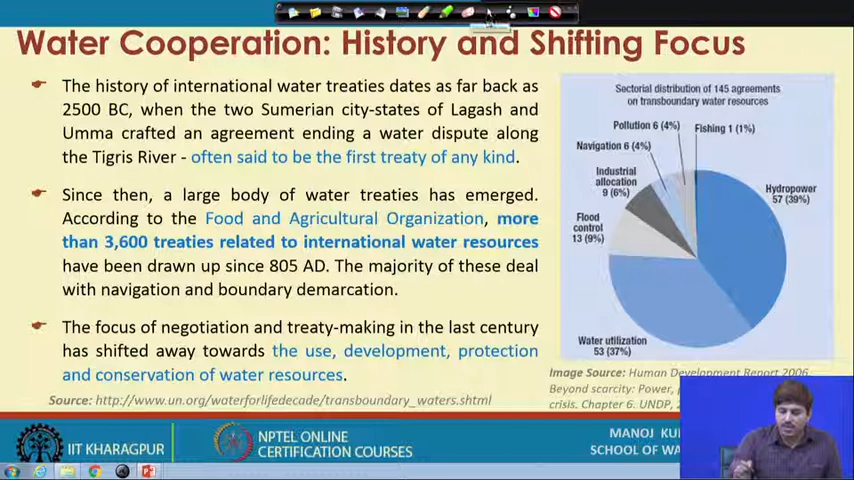 Water Cooperation: History and Shifting Focus
The history of international water treaties dates as far back as
2500 BC, when the two Sumerian city-states of Lagash and
Umma crafted an agreement ending a water dispute along
the Tigris River - often said to be the first treaty of any kind.
Since then, a large body of water treaties has emerged.
According to the Food and Agricultural Organization, more
than 3,600 treaties related to international water resources
have been drawn up since 805 AD. The majority of these deal
with navigation and boundary demarcation.
The focus of negotiation and treaty-making in the last century
has shifted away towards the use, development, protection
and conservation of water resources.
Source: http://www.un.org/waterforlifedecade/transboundary_waters.shtml
Sectorial distribution of 145 agreements
on transboundary water resources
Pollution 6 (4%)
Fishing 1 (1%)
Navigation 6 (4%)
Industrial
allocation
9 (6%)
Hydropower
57 (39%)
Flood
control
13 (9%)
Water utilization
53 (37%)
Image Source: Human Development Report 2006.
Beyond scarcity: Power,
crisis. Chapter 6. UNDP,
IIT KHARAGPUR
NPTEL ONLINE
CERTIFICATION COURSES
MANOJ
SCHOOL OF